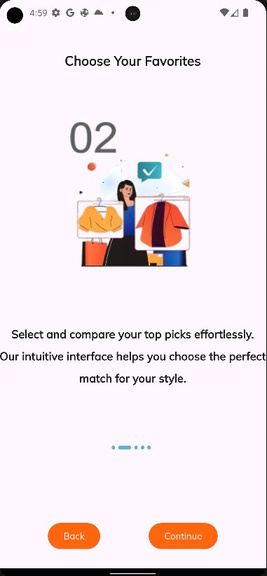 4:59
Choose Your Favorites
02
Select and compare your top picks effortlessly.
Our intuitive interface helps you choose the perfect
match for your style.
Back
Continue